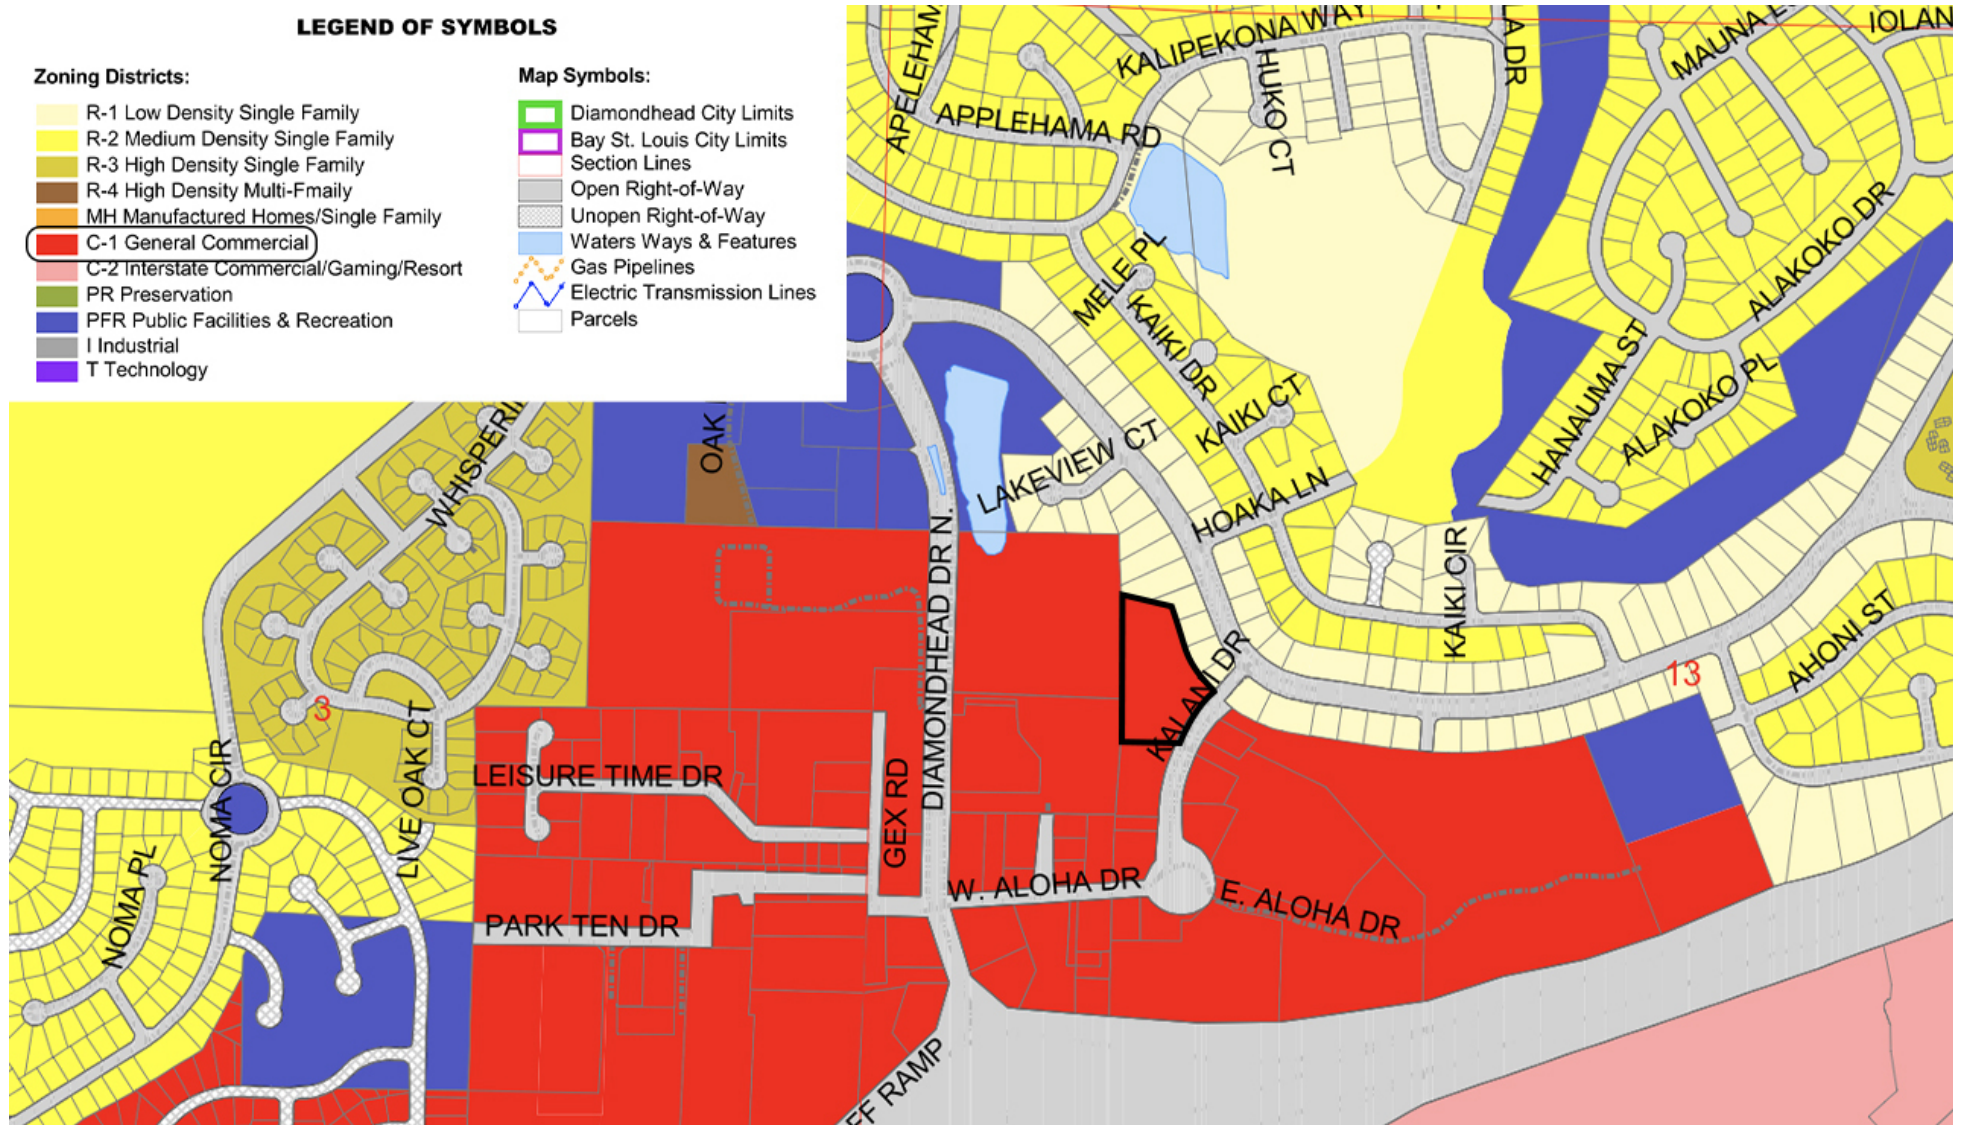 LEGEND OF SYMBOLS
Zoning Districts:
R-1 Low Density Single Family
R-2 Medium Density Single Family
R-3 High Density Single Family
R-4 High Density Multi-Fmaily
MH Manufactured Homes/Single Family
C-1 General Commercial
C-2 Interstate Commercial/Gaming/Resort
PR Preservation
PFR Public Facilities & Recreation
I Industrial
T Technology
Map Symbols:
Diamondhead City Limits
Bay St. Louis City Limits
Section Lines
Open Right-of-Way
Unopen Right-of-Way
Waters Ways & Features
Gas Pipelines
Electric Transmission Lines
Parcels
APELEHAM
KALIPEKONA WAY
HUKO CT
A DR
MAUNA L
IOLAN
APPLEHAMA RD
MELE PL
KAIKI DR
KAIKI CT
ALAKOKO DR
HANAUMA ST
ALAKOKO PL
OAK
WHISPERI
LAKEVIEW CT
HOAKA LN
KAIKI CIR
AHONI ST
DIAMONDHEAD DR N.
KALANI DR
13
3
LIVE OAK CT
NOMA CIR
NOMA PL
LEISURE TIME DR
GEX RD
W. ALOHA DR
E. ALOHA DR
PARK TEN DR
FF RAMP